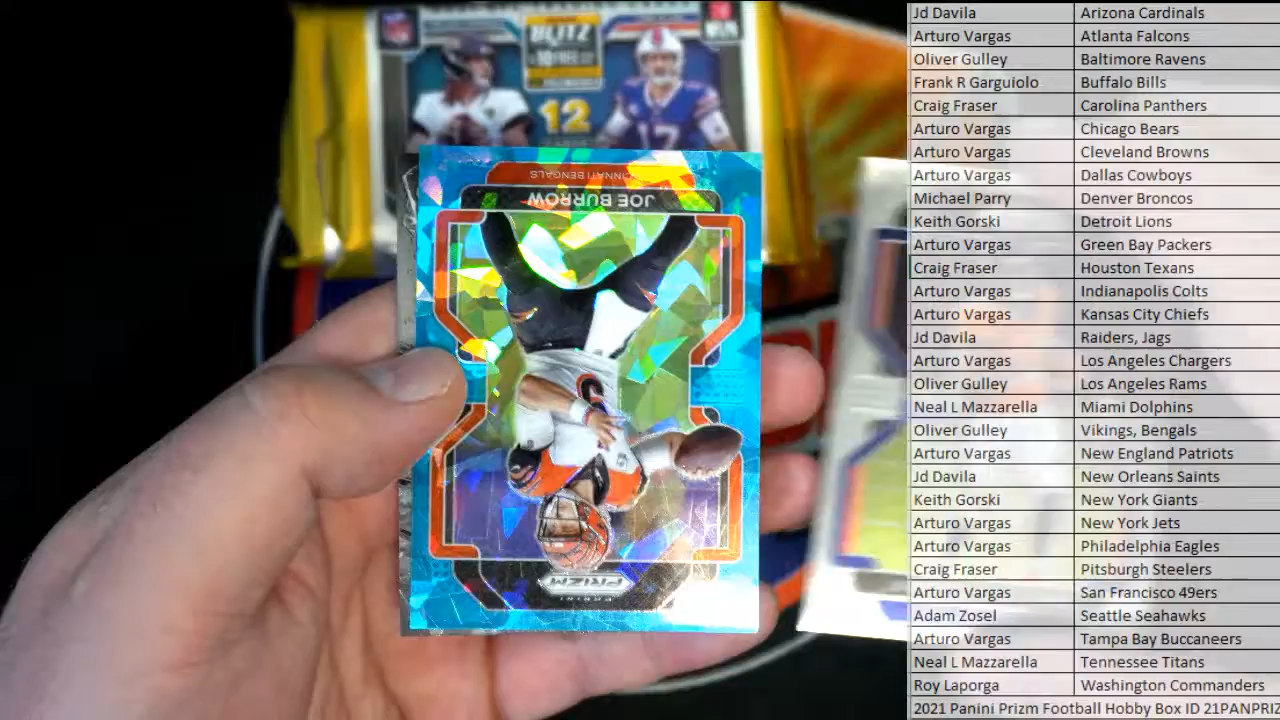 NFL
BLITZ
12
17
CINCINNATI BENGALS
JOE BURROW
PRIZM
PANINI
Jd Davila Arizona Cardinals
Arturo Vargas Atlanta Falcons
Oliver Gulley Baltimore Ravens
Frank R Garguiolo Buffalo Bills
Craig Fraser Carolina Panthers
Arturo Vargas Chicago Bears
Arturo Vargas Cleveland Browns
Arturo Vargas Dallas Cowboys
Michael Parry Denver Broncos
Keith Gorski Detroit Lions
Arturo Vargas Green Bay Packers
Craig Fraser Houston Texans
Arturo Vargas Indianapolis Colts
Arturo Vargas Kansas City Chiefs
Jd Davila Raiders, Jags
Arturo Vargas Los Angeles Chargers
Oliver Gulley Los Angeles Rams
Neal L Mazzarella Miami Dolphins
Oliver Gulley Vikings, Bengals
Arturo Vargas New England Patriots
Jd Davila New Orleans Saints
Keith Gorski New York Giants
Arturo Vargas New York Jets
Arturo Vargas Philadelphia Eagles
Craig Fraser Pitsburgh Steelers
Arturo Vargas San Francisco 49ers
Adam Zosel Seattle Seahawks
Arturo Vargas Tampa Bay Buccaneers
Neal L Mazzarella Tennessee Titans
Roy Laporga Washington Commanders
2021 Panini Prizm Football Hobby Box ID 21PANPRIZ